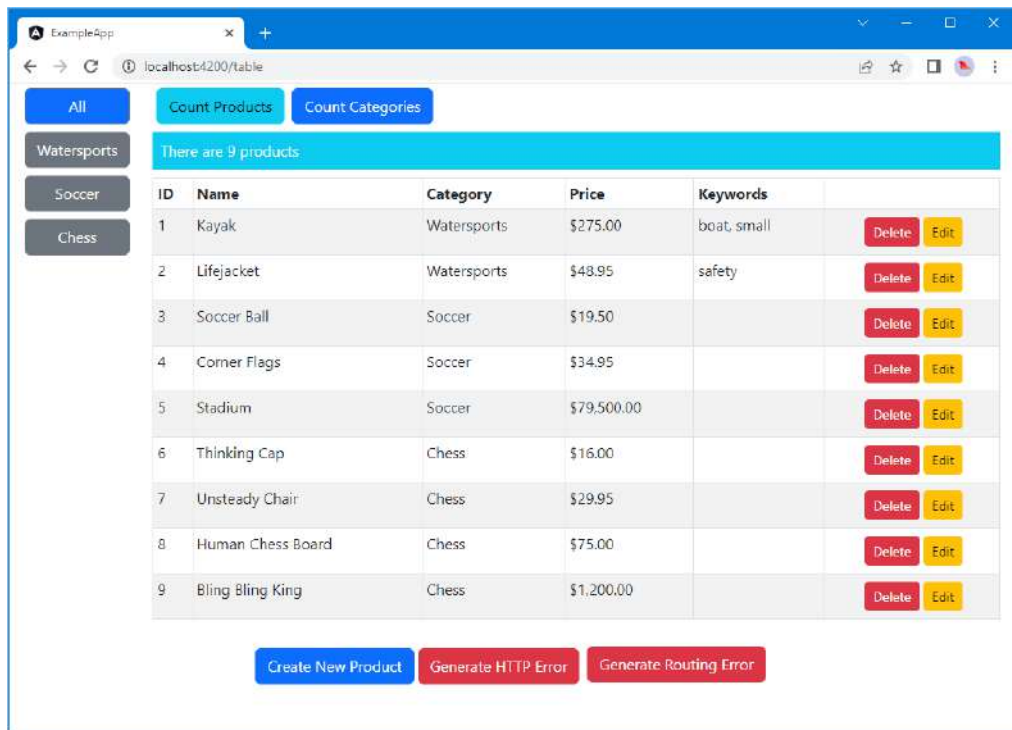 ExampleApp
localhost:4200/table
All Count Products Count Categories
Watersports There are 9 products
Soccer
Chess
ID Name Category Price Keywords
1 Kayak Watersports $275.00 boat, small Delete Edit
2 Lifejacket Watersports $48.95 safety Delete Edit
3 Soccer Ball Soccer $19.50 Delete Edit
4 Corner Flags Soccer $34.95 Delete Edit
5 Stadium Soccer $79,500.00 Delete Edit
6 Thinking Cap Chess $16.00 Delete Edit
7 Unsteady Chair Chess $29.95 Delete Edit
8 Human Chess Board Chess $75.00 Delete Edit
9 Bling Bling King Chess $1,200.00 Delete Edit
Create New Product Generate HTTP Error Generate Routing Error